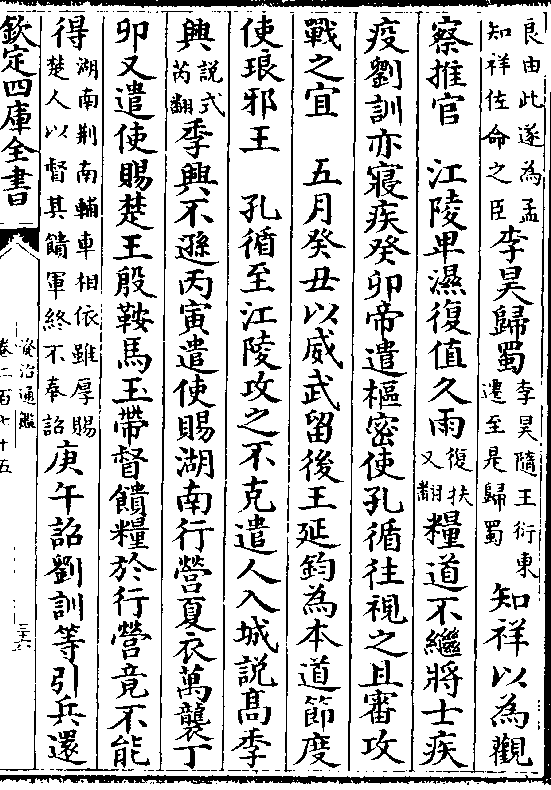 良由此遂為孟
知祥佐命之臣
李昊歸蜀
李昊隨王衍東
遷至是歸蜀
知祥以為觀
察推官　江陵卑濕復值久雨
復扶
又翻
糧道不繼將士疾
疫劉訓亦寢疾癸卯帝遣樞密使孔循往視之且審攻
戰之宜　五月癸丑以威武留後王延鈞為本道節度
使琅邪王　孔循至江陵攻之不克遣人入城說髙季
興
說式
芮翻
季興不遜丙寅遣使賜湖南行營夏衣萬襲丁
卯又遣使賜楚王殷鞍馬玉帶督饋糧於行營竟不能
得
湖南荆南輔車相依雖厚賜
楚人以督其饋軍終不奉詔
庚午詔劉訓等引兵還
欽定四庫全書
資治通鑑
卷二百七十五
三十六